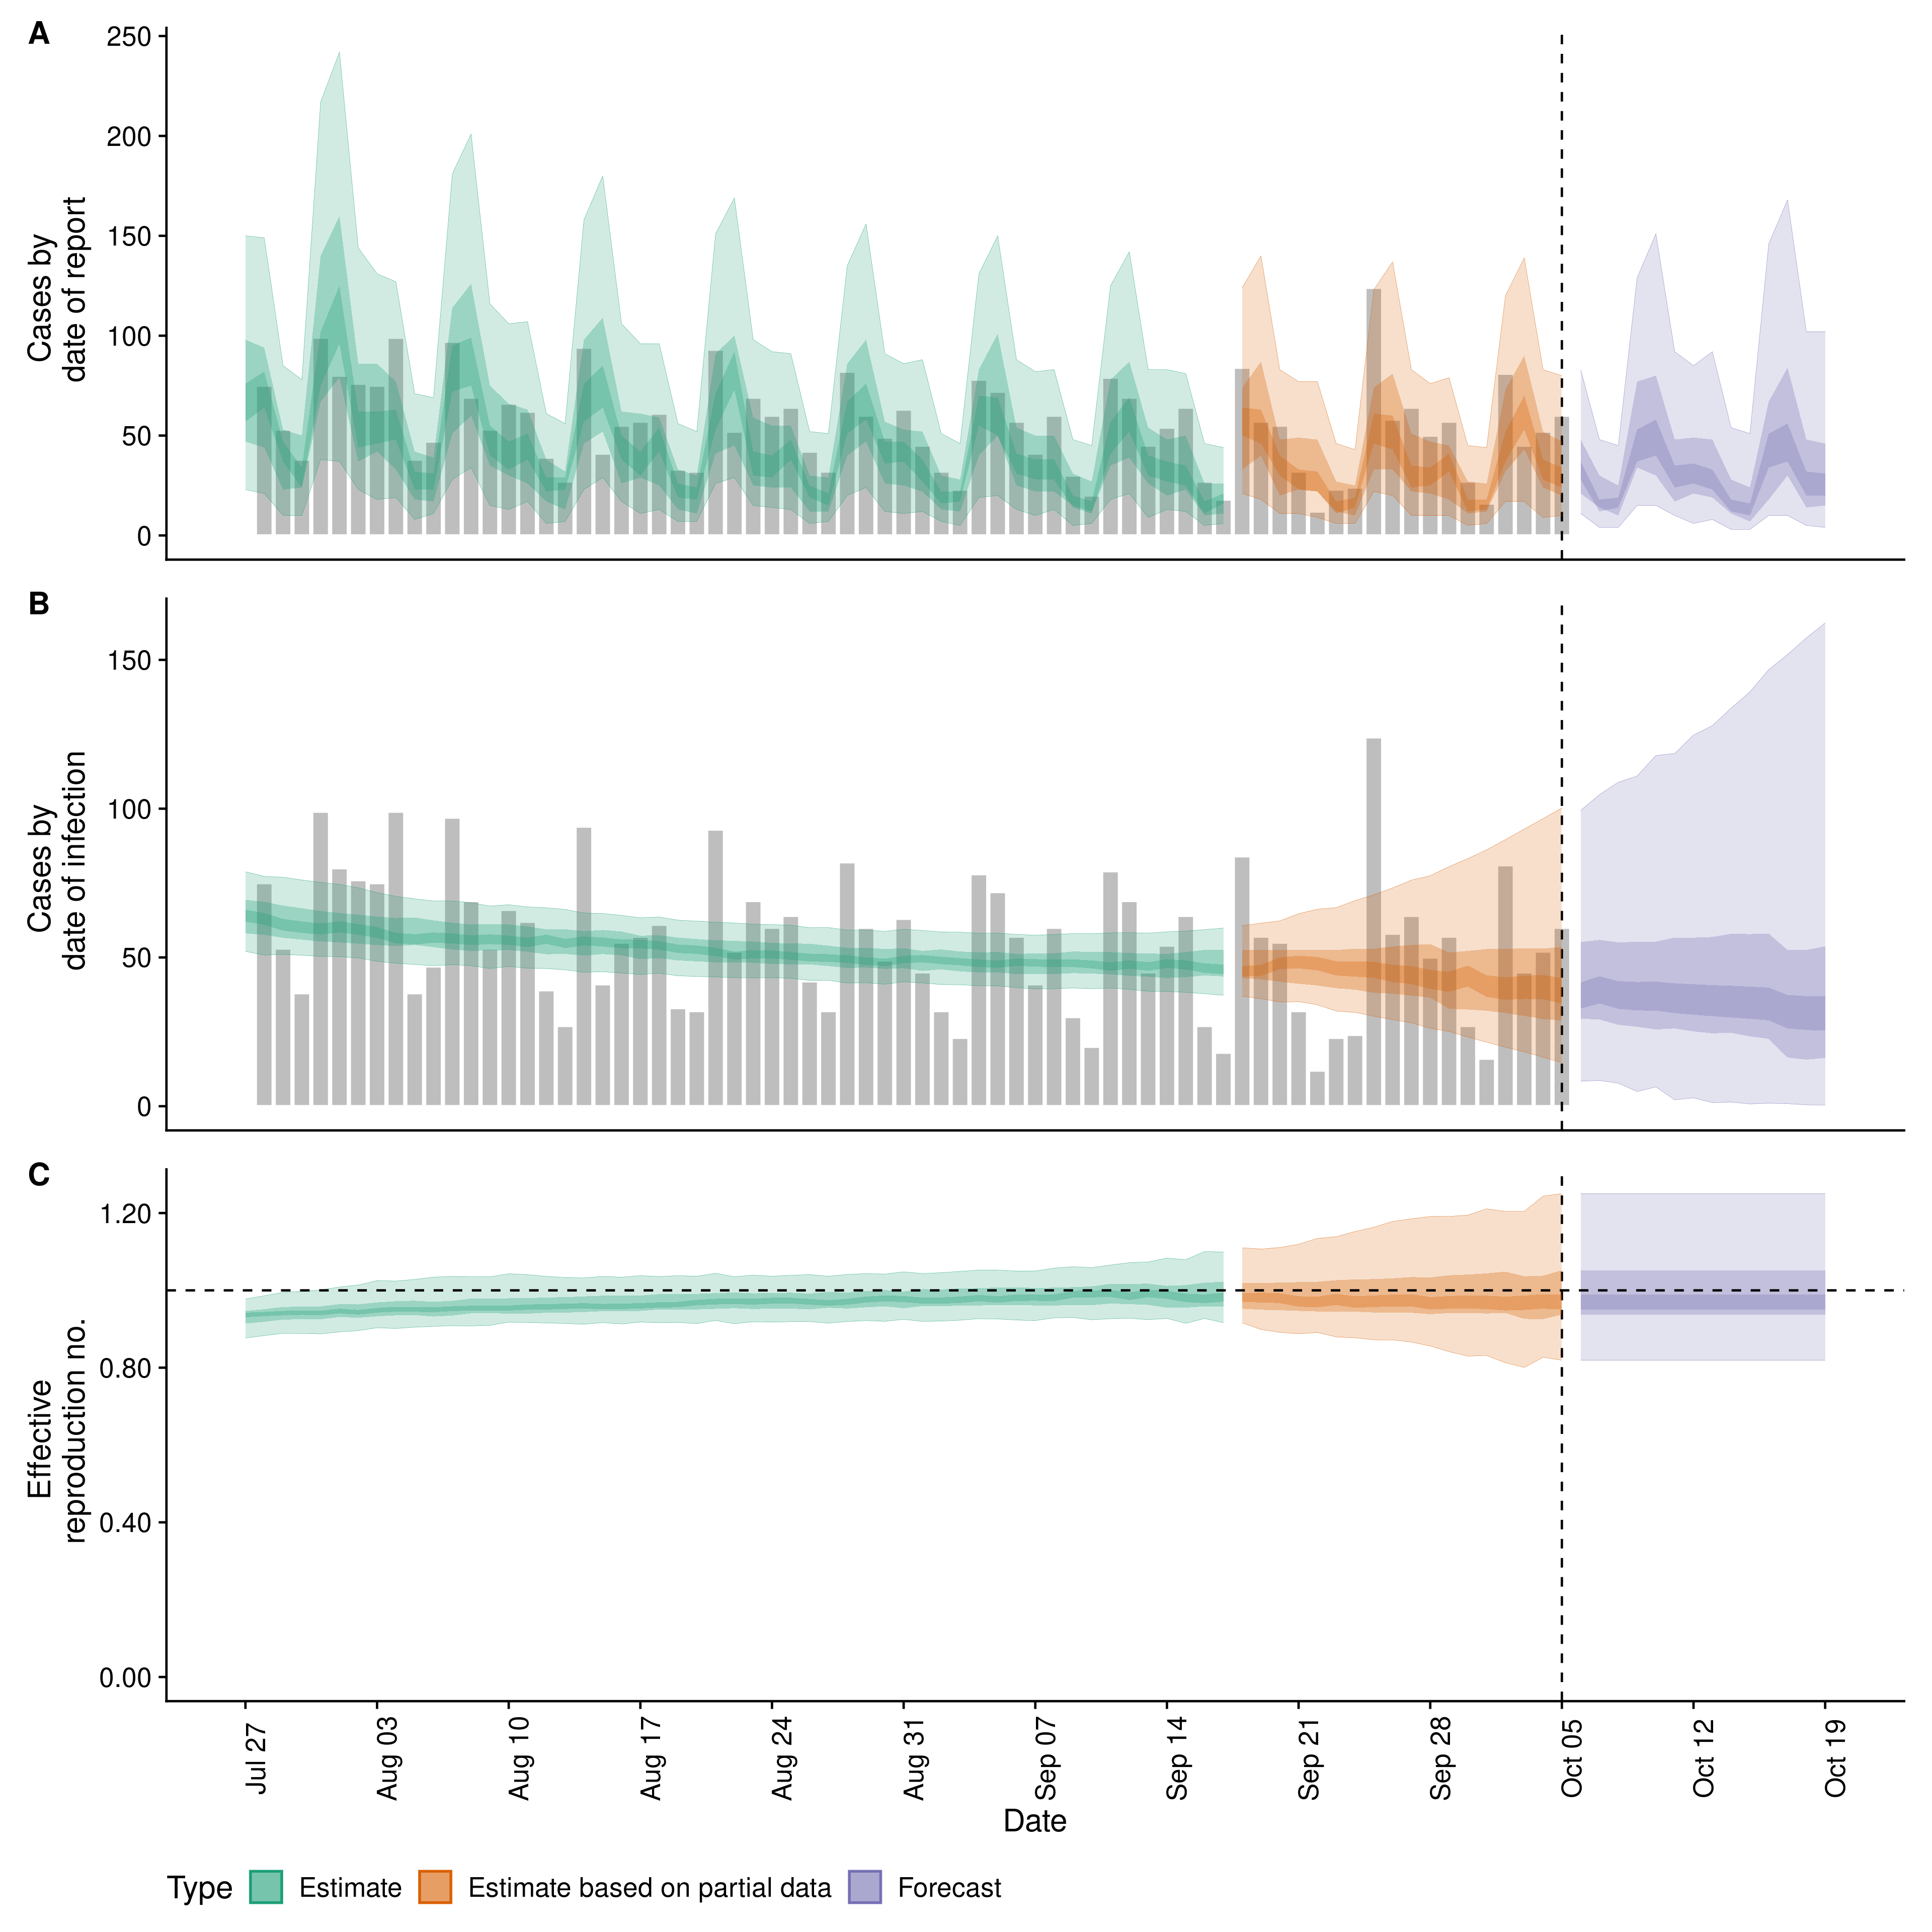 A
250
200
150
100
50
0
Cases by
date of report
B
150
100
50
0
Cases by
date of infection
C
1.20
0.80
0.40
0.00
Effective
reproduction no.
Jul 27
Aug 03
Aug 10
Aug 17
Aug 24
Aug 31
Sep 07
Sep 14
Sep 21
Sep 28
Oct 05
Oct 12
Oct 19
Date
Type Estimate Estimate based on partial data Forecast